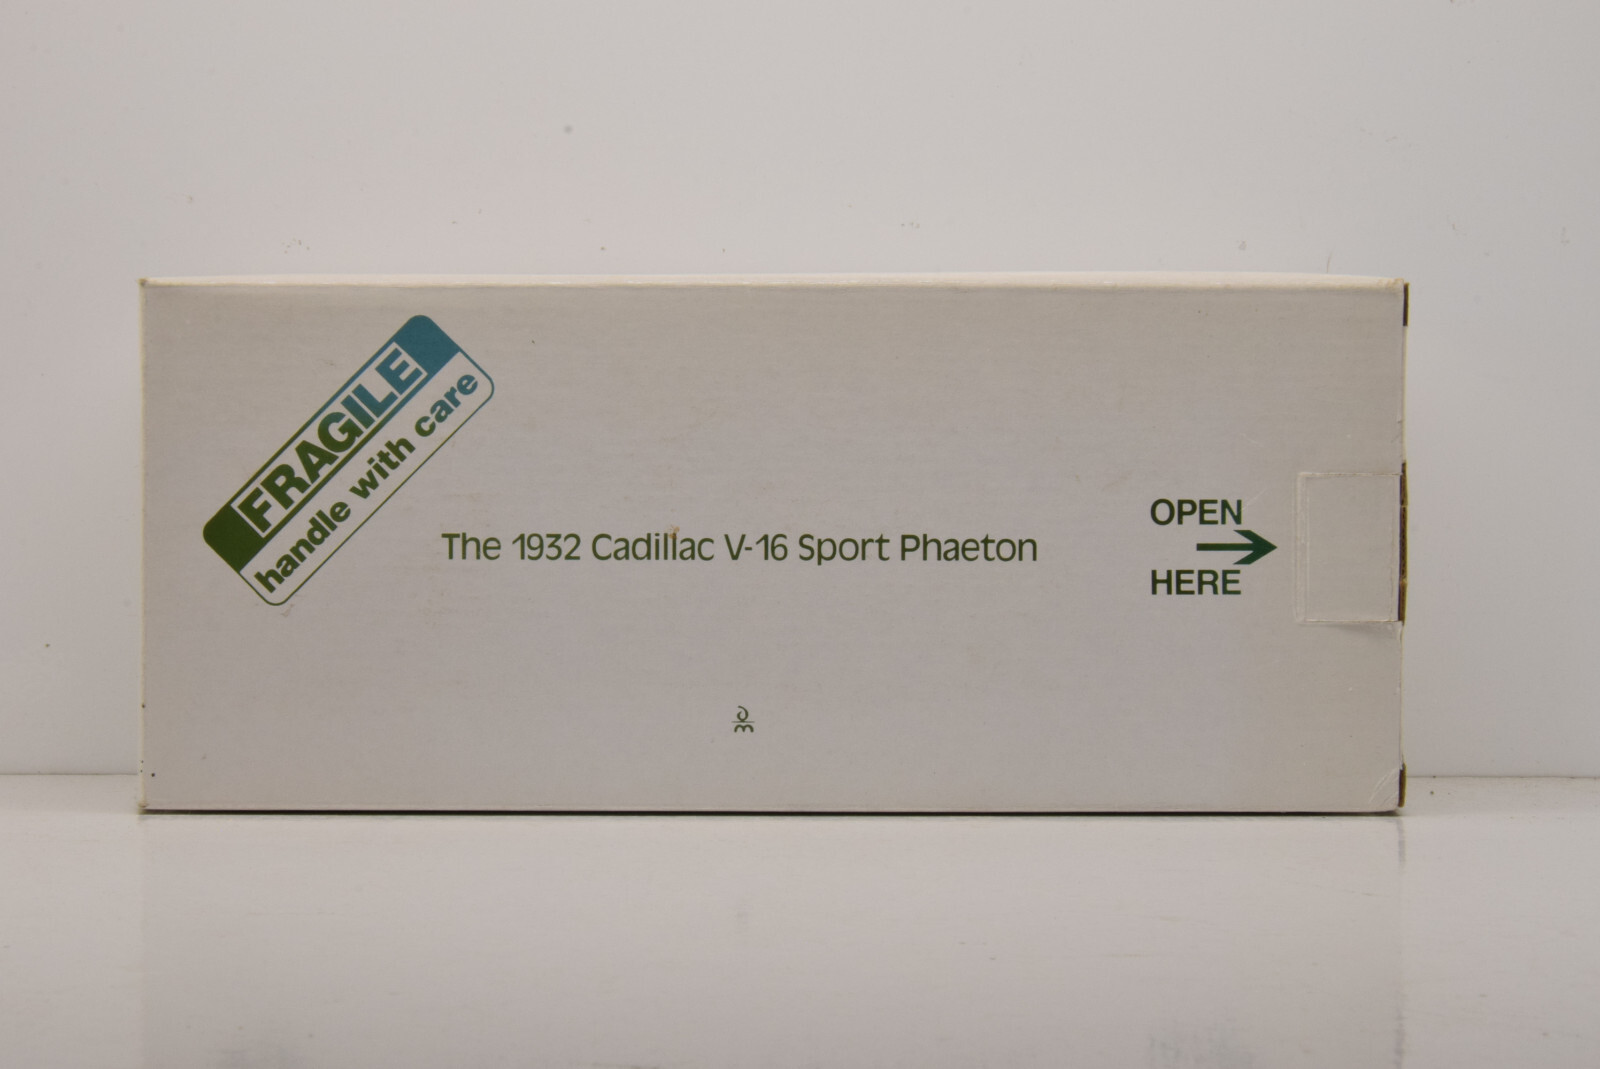 FRAGILE
handle with care
The 1932 Cadillac V-16 Sport Phaeton
OPEN
HERE